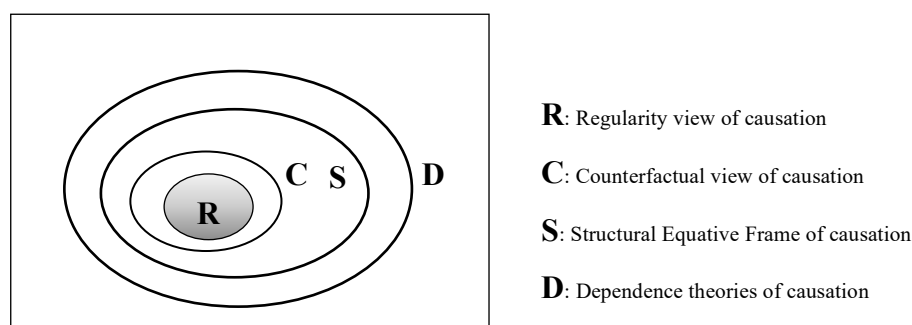 R: Regularity view of causation
C: Counterfactual view of causation
S: Structural Equative Frame of causation
D: Dependence theories of causation
C S D
R